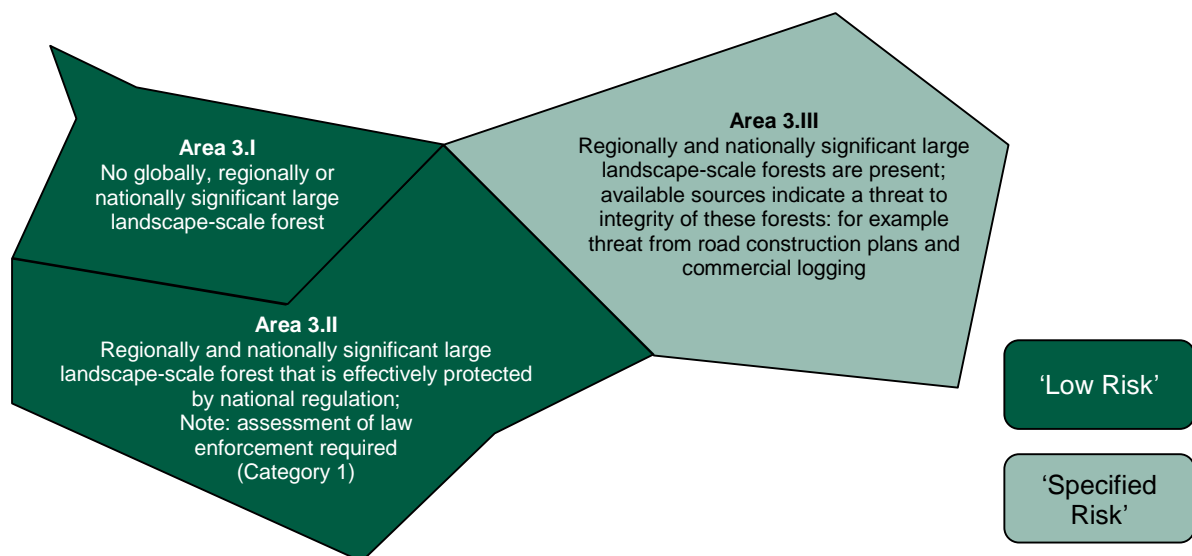 Area 3.I
No globally, regionally or
nationally significant large
landscape-scale forest
Area 3.III
Regionally and nationally significant large
landscape-scale forests are present;
available sources indicate a threat to
integrity of these forests: for example
threat from road construction plans and
commercial logging
Area 3.II
Regionally and nationally significant large
landscape-scale forest that is effectively protected
by national regulation;
Note: assessment of law
enforcement required
(Category 1)
‘Low Risk’
‘Specified
Risk’